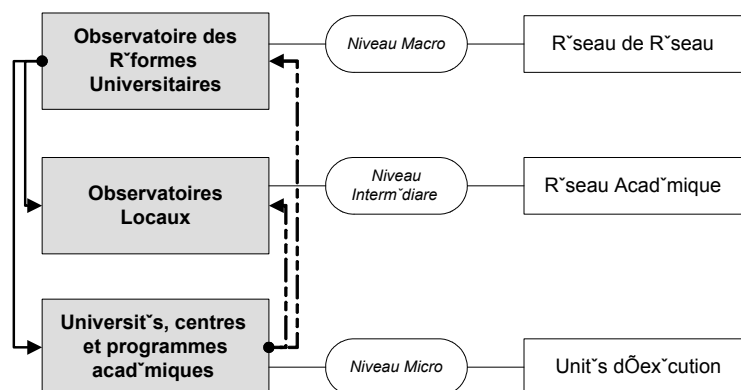 Observatoire des
Rˇformes
Universitaires
Niveau Macro
Rˇseau de Rˇseau
Observatoires
Locaux
Niveau
Intermˇdiare
Rˇseau Acadˇmique
Universitˇs, centres
et programmes
acadˇmiques
Niveau Micro
Unitˇs dÕexˇcution